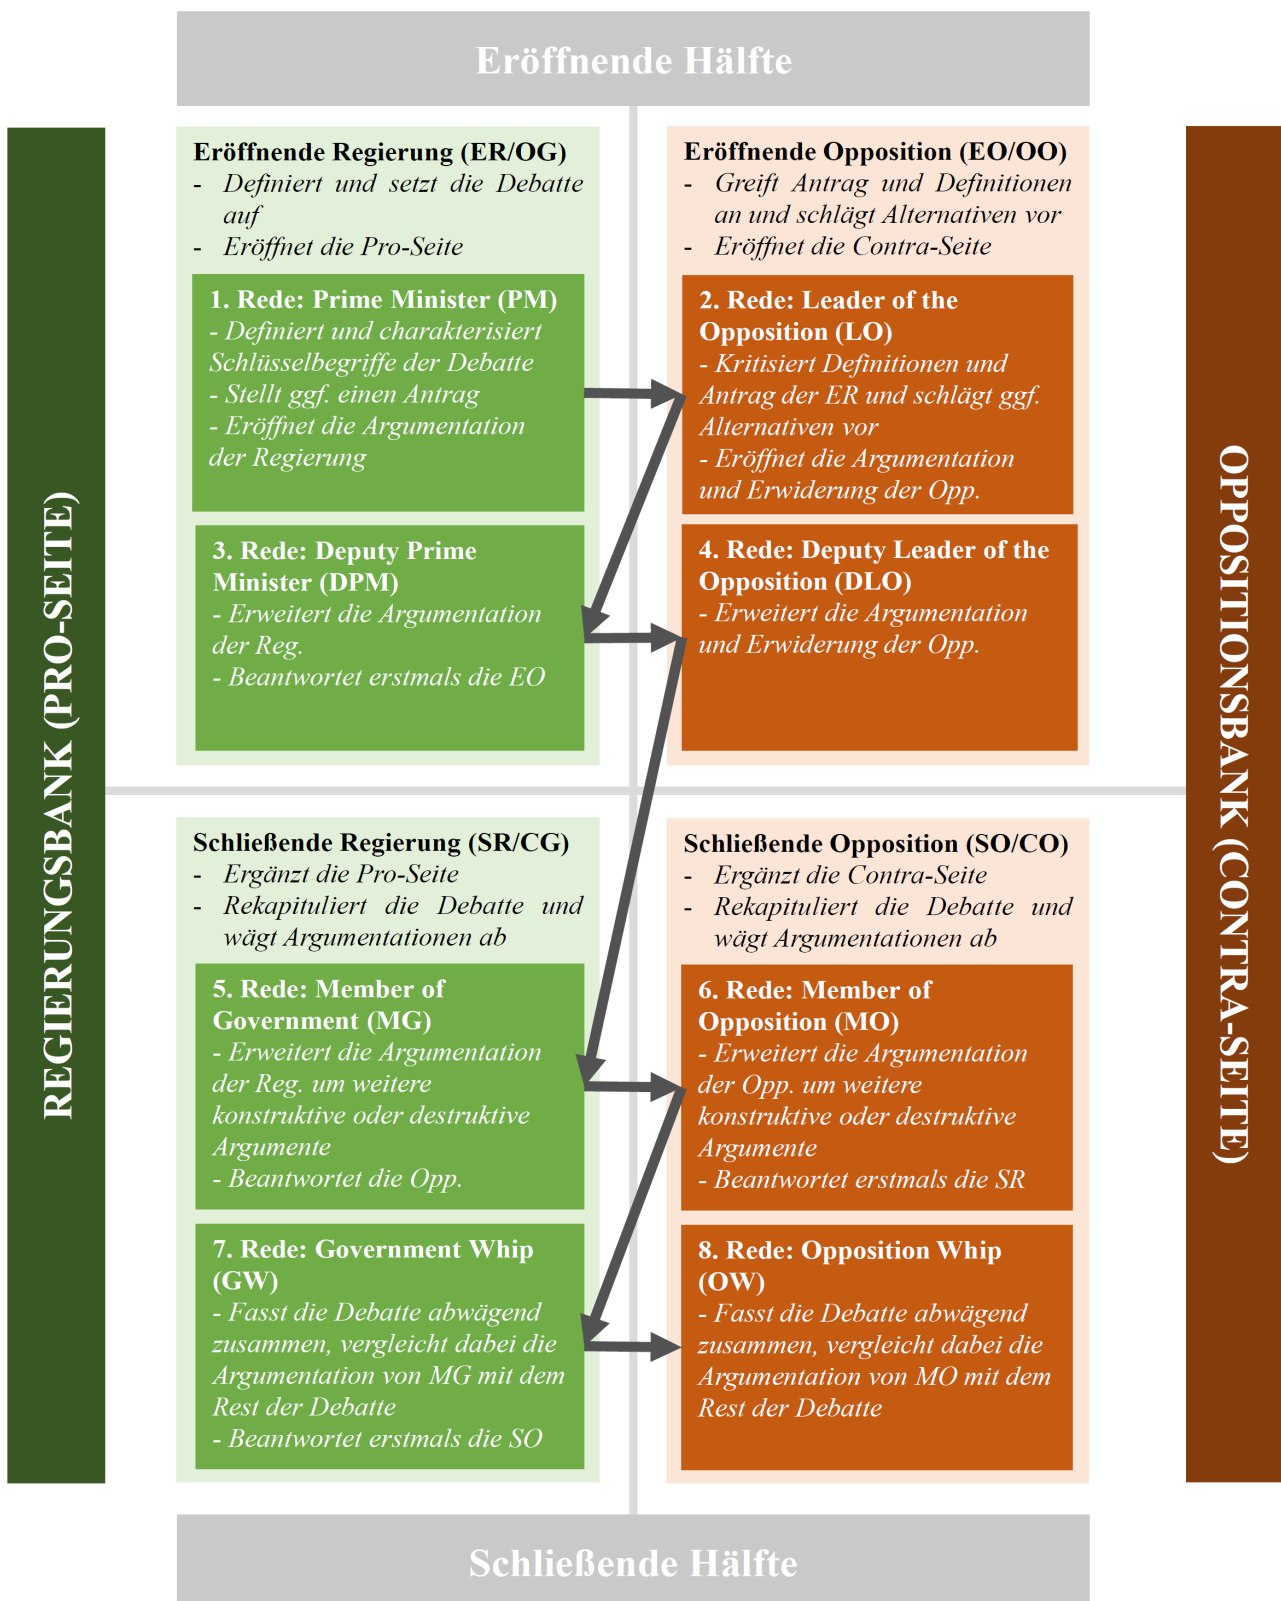 Eröffnende Hälfte
REGIERUNGSBANK (PRO-SEITE)
Eröffnende Regierung (ER/OG)
- Definiert und setzt die Debatte
auf
- Eröffnet die Pro-Seite
1. Rede: Prime Minister (PM)
- Definiert und charakterisiert
Schlüsselbegriffe der Debatte
- Stellt ggf. einen Antrag
- Eröffnet die Argumentation
der Regierung
3. Rede: Deputy Prime
Minister (DPM)
- Erweitert die Argumentation
der Reg.
- Beantwortet erstmals die EO
Eröffnende Opposition (EO/OO)
- Greift Antrag und Definitionen
an und schlägt Alternativen vor
- Eröffnet die Contra-Seite
2. Rede: Leader of the
Opposition (LO)
- Kritisiert Definitionen und
Antrag der ER und schlägt ggf.
Alternativen vor
- Eröffnet die Argumentation
und Erwiderung der Opp.
4. Rede: Deputy Leader of the
Opposition (DLO)
- Erweitert die Argumentation
und Erwiderung der Opp.
OPPOSITIONSBANK (CONTRA-SEITE)
Schließende Regierung (SR/CG)
- Ergänzt die Pro-Seite
- Rekapituliert die Debatte und
wägt Argumentationen ab
5. Rede: Member of
Government (MG)
- Erweitert die Argumentation
der Reg. um weitere
konstruktive oder destruktive
Argumente
- Beantwortet die Opp.
7. Rede: Government Whip
(GW)
- Fasst die Debatte abwägend
zusammen, vergleicht dabei die
Argumentation von MG mit dem
Rest der Debatte
- Beantwortet erstmals die SO
Schließende Opposition (SO/CO)
- Ergänzt die Contra-Seite
- Rekapituliert die Debatte und
wägt Argumentationen ab
6. Rede: Member of
Opposition (MO)
- Erweitert die Argumentation
der Opp. um weitere
konstruktive oder destruktive
Argumente
- Beantwortet erstmals die SR
8. Rede: Opposition Whip
(OW)
- Fasst die Debatte abwägend
zusammen, vergleicht dabei die
Argumentation von MO mit dem
Rest der Debatte
Schließende Hälfte